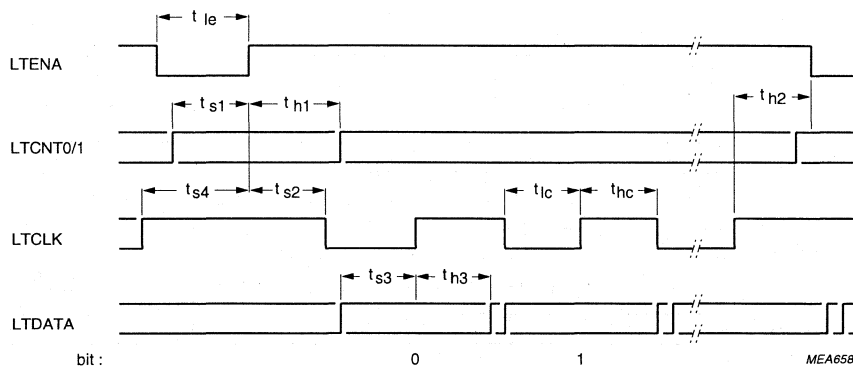 t le
LTENA
t s1
t h1
t h2
LTCNT0/1
t s4
t s2
t lc
t hc
LTCLK
t s3
t h3
LTDATA
bit : 0 1
MEA658